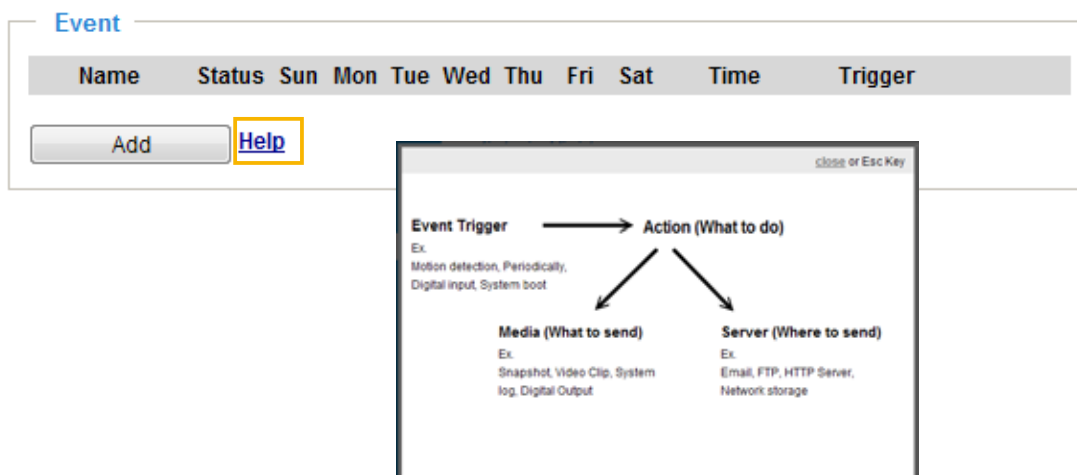 Event
Name Status Sun Mon Tue Wed Thu Fri Sat Time Trigger
Add Help
close or Esc Key
Event Trigger Action (What to do)
Ex.
Motion detection, Periodically,
Digital input, System boot
Media (What to send) Server (Where to send)
Ex. Ex.
Snapshot, Video Clip, System Email, FTP, HTTP Server,
log, Digital Output Network storage